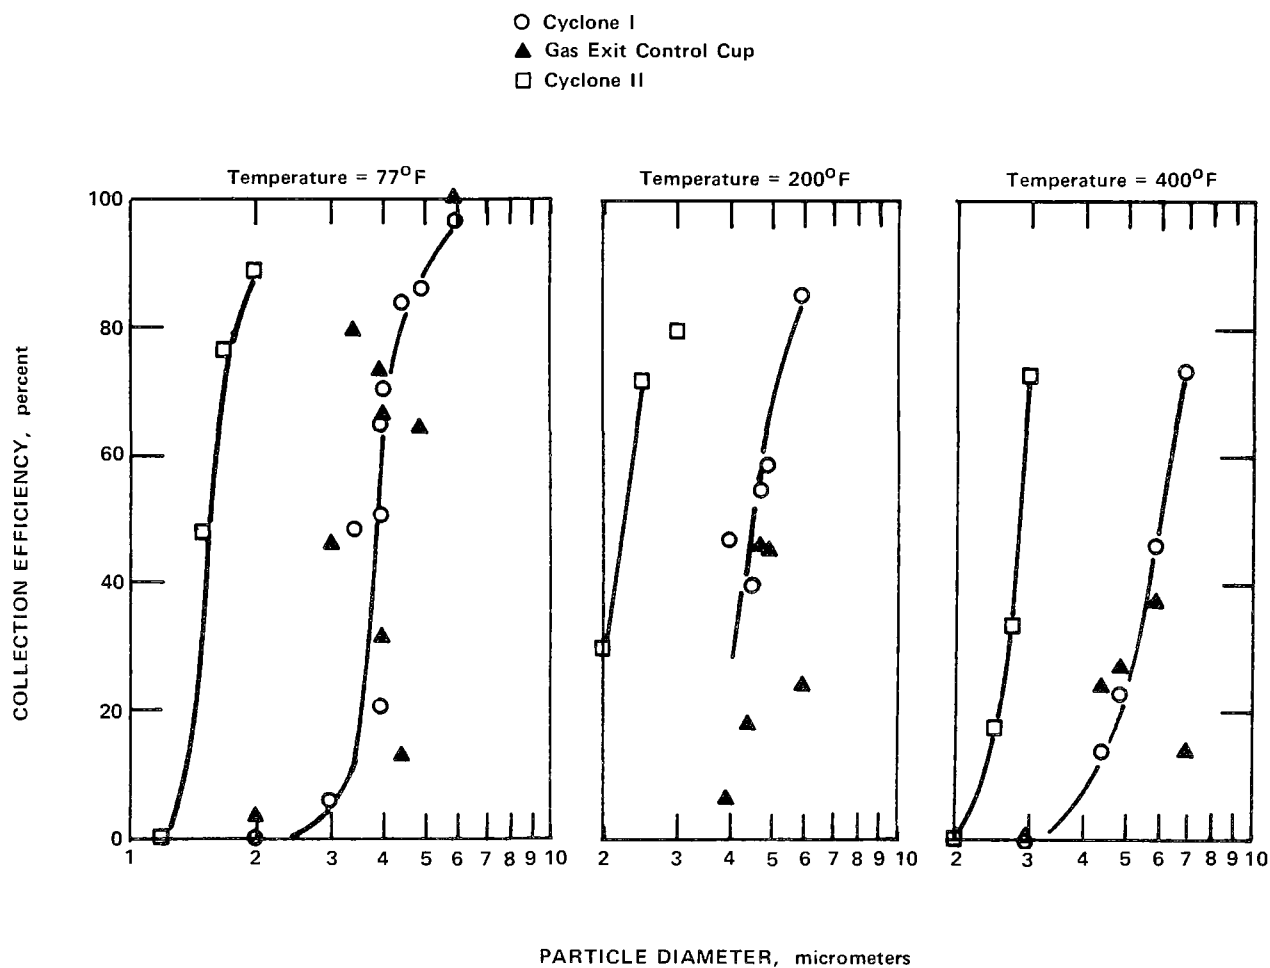 Cyclone I
Gas Exit Control Cup
Cyclone II
Temperature = 77°F
Temperature = 200°F
Temperature = 400°F
COLLECTION EFFICIENCY, percent
100
80
60
40
20
0
1 2 3 4 5 6 7 8 9 10
2 3 4 5 6 7 8 9 10
2 3 4 5 6 7 8 9 10
PARTICLE DIAMETER, micrometers